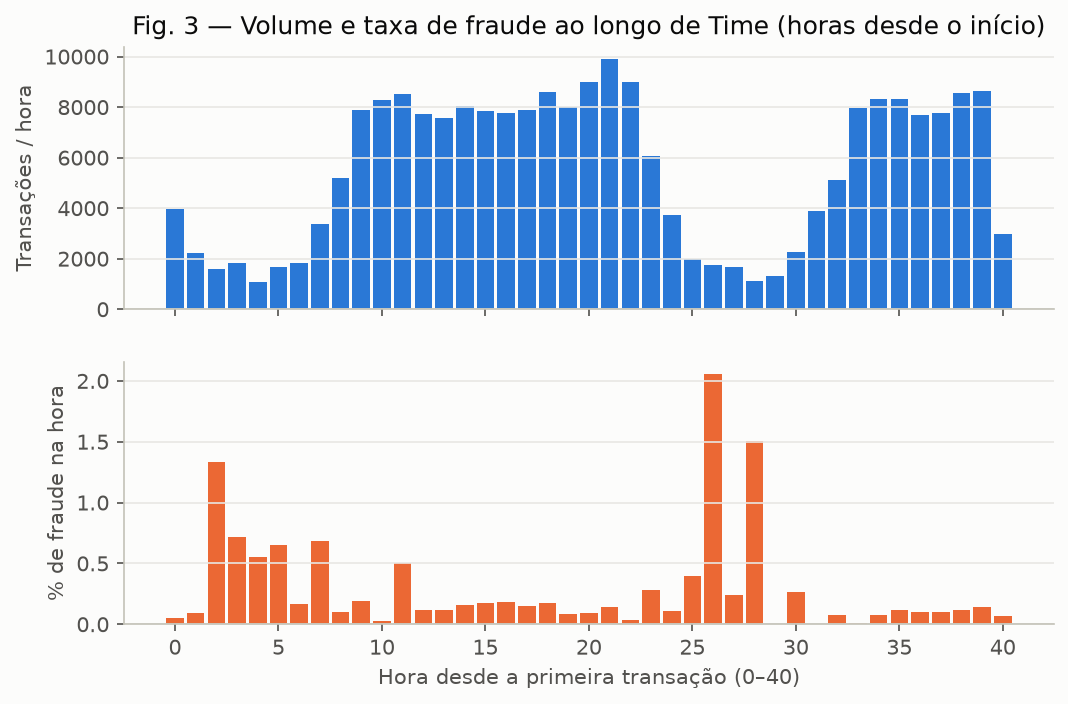 Fig. 3 — Volume e taxa de fraude ao longo de Time (horas desde o início)
Transações / hora
10000
8000
6000
4000
2000
0
% de fraude na hora
2.0
1.5
1.0
0.5
0.0
0 5 10 15 20 25 30 35 40
Hora desde a primeira transação (0–40)